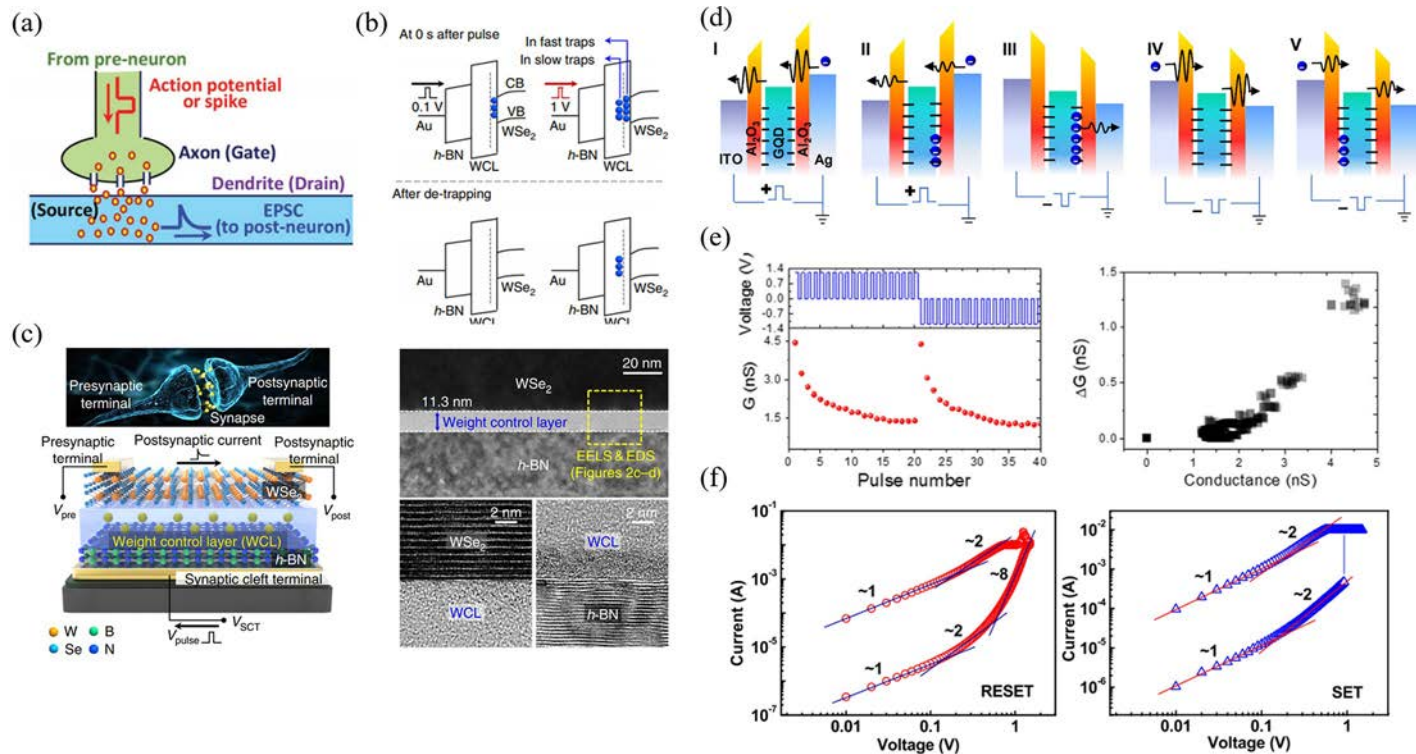 (a)
From pre-neuron
Action potential
or spike
Axon (Gate)
Dendrite (Drain)
(Source)
EPSC
(to post-neuron)
(b)
At 0 s after pulse
In fast traps
In slow traps
0.1 V
CB
VB
Au
WSe2
h-BN
WCL
1 V
Au
WSe2
h-BN
WCL
After de-trapping
Au
WSe2
h-BN
WCL
Au
WSe2
h-BN
WCL
(c)
Presynaptic
terminal
Postsynaptic
terminal
Synapse
Presynaptic
terminal
Postsynaptic current
Postsynaptic
terminal
WSe2
Vpre
Vpost
Weight control layer (WCL)
h-BN
Synaptic cleft terminal
VSCT
Vpulse
W B
Se N
20 nm
WSe2
11.3 nm
Weight control layer
h-BN
EELS & EDS
(Figures 2c–d)
2 nm
WSe2
WCL
2 nm
WCL
h-BN
(d)
I
II
III
IV
V
ITO
Al2O3
GQD
Al2O3
Ag
+
+
−
−
−
(e)
Voltage (V)
1.4
0.7
0.0
-0.7
-1.4
G (nS)
4.5
3.0
1.5
0 5 10 15 20 25 30 35 40
Pulse number
ΔG (nS)
1.5
1.0
0.5
0.0
0 1 2 3 4 5
Conductance (nS)
(f)
Current (A)
10-1
10-3
10-5
10-7
~1
~2
~8
~2
~1
RESET
0.01 0.1 1
Voltage (V)
Current (A)
10-2
10-3
10-4
10-5
10-6
~1
~2
~2
~1
SET
0.01 0.1 1
Voltage (V)